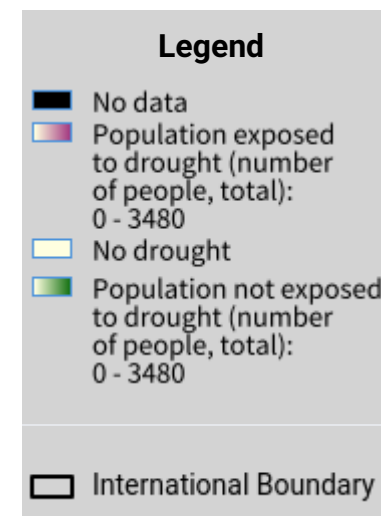 Legend
No data
Population exposed
to drought (number
of people, total):
0 - 3480
No drought
Population not exposed
to drought (number
of people, total):
0 - 3480
International Boundary